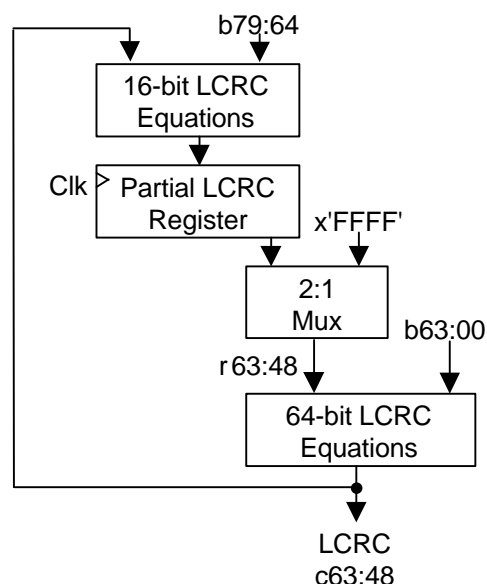 b79:64
16-bit LCRC
Equations
Clk
Partial LCRC
Register
x'FFFF'
2:1
Mux
b63:00
r63:48
64-bit LCRC
Equations
LCRC
c63:48